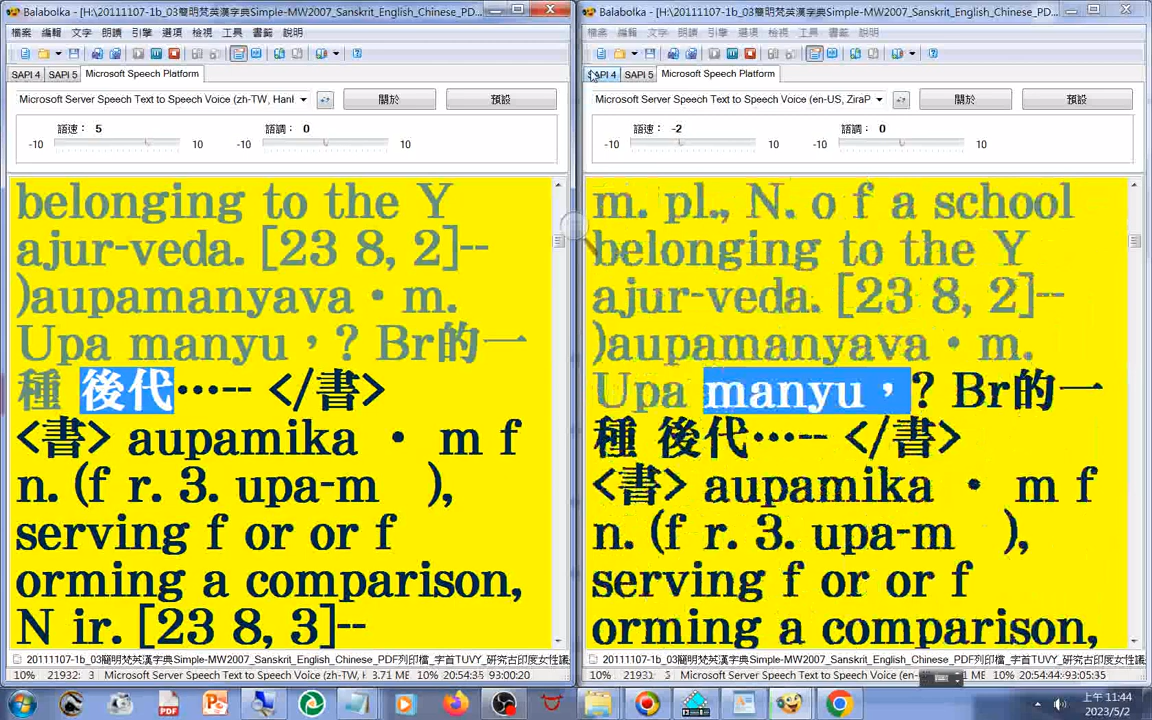 Balabolka - [H:\20111107-1b_03簡明梵英漢字典Simple-MW2007_Sanskrit_English_Chinese_PD...
檔案 編輯 文字 朗讀 引擎 選項 檢視 工具 書籤 說明
SAPI 4 SAPI 5 Microsoft Speech Platform
Microsoft Server Speech Text to Speech Voice (zh-TW, Hanl 關於 預設
語速： 5 語調： 0
-10 10 -10 10
belonging to the Y
ajur-veda. [23 8, 2]--
)aupamanyava • m.
Upa manyu，? Br的一
種 後代…-- </書>
<書> aupamika • m f
n. (f r. 3. upa-m ),
serving f or or f
orming a comparison,
N ir. [23 8, 3]--
20111107-1b_03簡明梵英漢字典Simple-MW2007_Sanskrit_English_Chinese_PDF列印檔_字首TUVY_研究古印度女性議
10% 21932: 3 Microsoft Server Speech Text to Speech Voice (zh-TW, H 3.71 MB 10% 20:54:35 93:00:20
Balabolka - [H:\20111107-1b_03簡明梵英漢字典Simple-MW2007_Sanskrit_English_Chinese_PD...
檔案 編輯 文字 朗讀 引擎 選項 檢視 工具 書籤 說明
SAPI 4 SAPI 5 Microsoft Speech Platform
Microsoft Server Speech Text to Speech Voice (en-US, ZiraP 關於 預設
語速： -2 語調： 0
-10 10 -10 10
m. pl., N. o f a school
belonging to the Y
ajur-veda. [23 8, 2]--
)aupamanyava • m.
Upa manyu，? Br的一
種 後代…-- </書>
<書> aupamika • m f
n. (f r. 3. upa-m ),
serving f or or f
orming a comparison,
20111107-1b_03簡明梵英漢字典Simple-MW2007_Sanskrit_English_Chinese_PDF列印檔_字首TUVY_研究古印度女性議
10% 21931: Microsoft Server Speech Text to Speech Voice (en- 10% 20:54:44 93:05:35
上午 11:44
2023/5/2